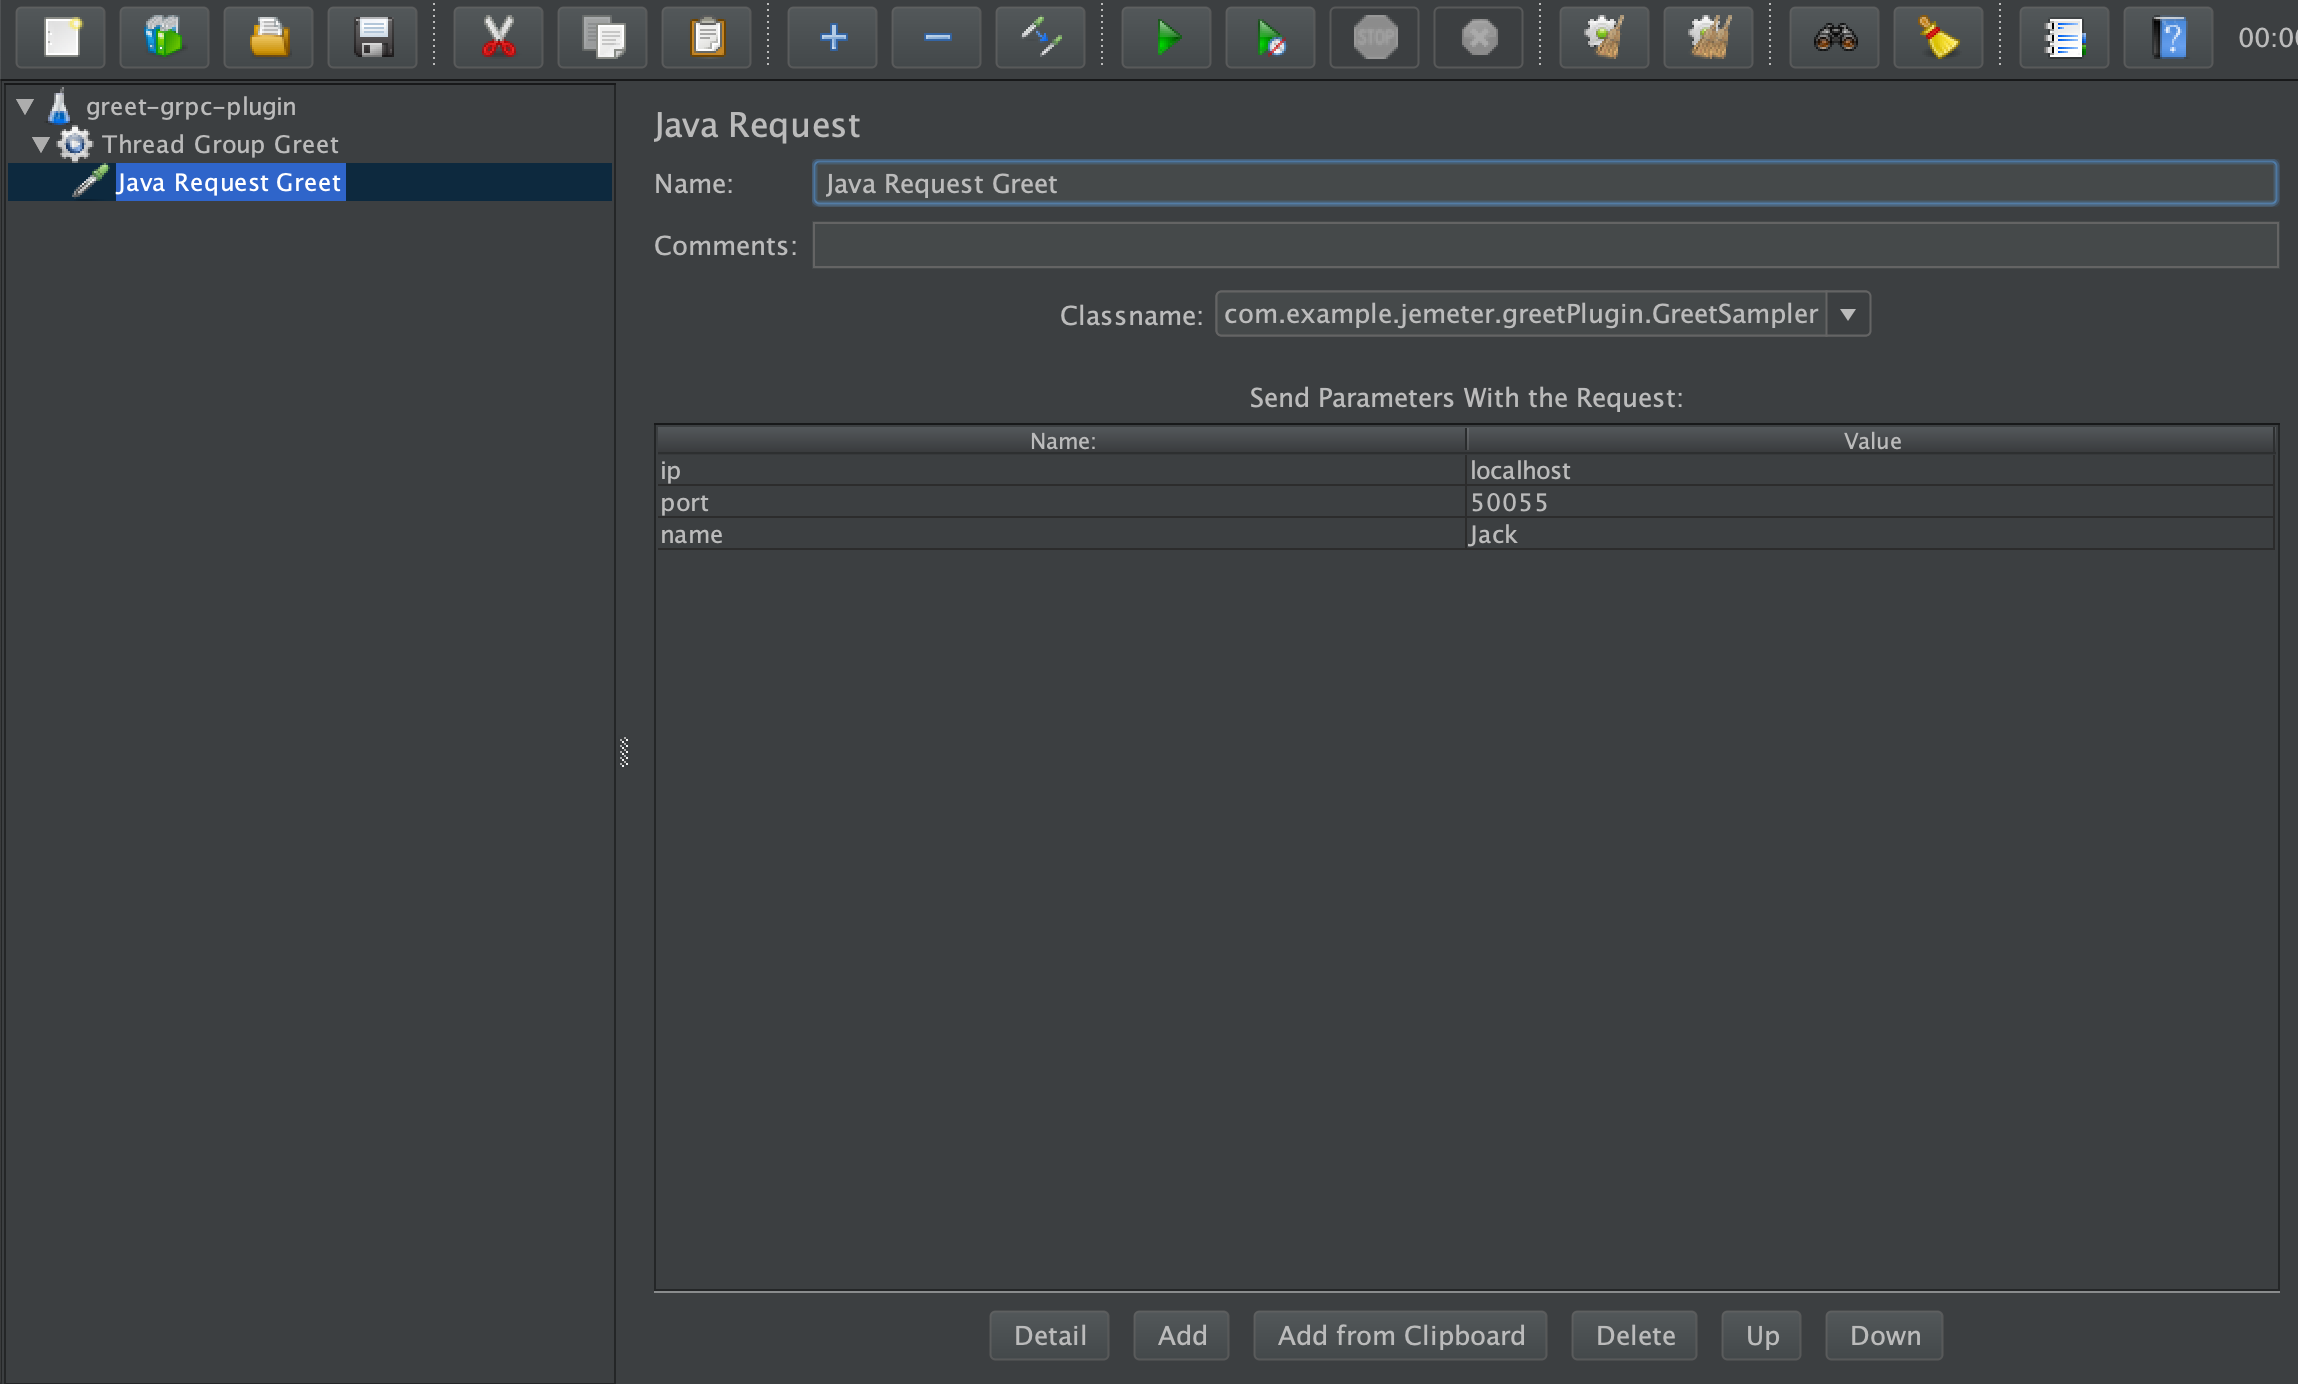 STOP
00:0
greet-grpc-plugin
Thread Group Greet
Java Request Greet
Java Request
Name: Java Request Greet
Comments:
Classname: com.example.jemeter.greetPlugin.GreetSampler
Send Parameters With the Request:
Name: Value
ip localhost
port 50055
name Jack
Detail Add Add from Clipboard Delete Up Down